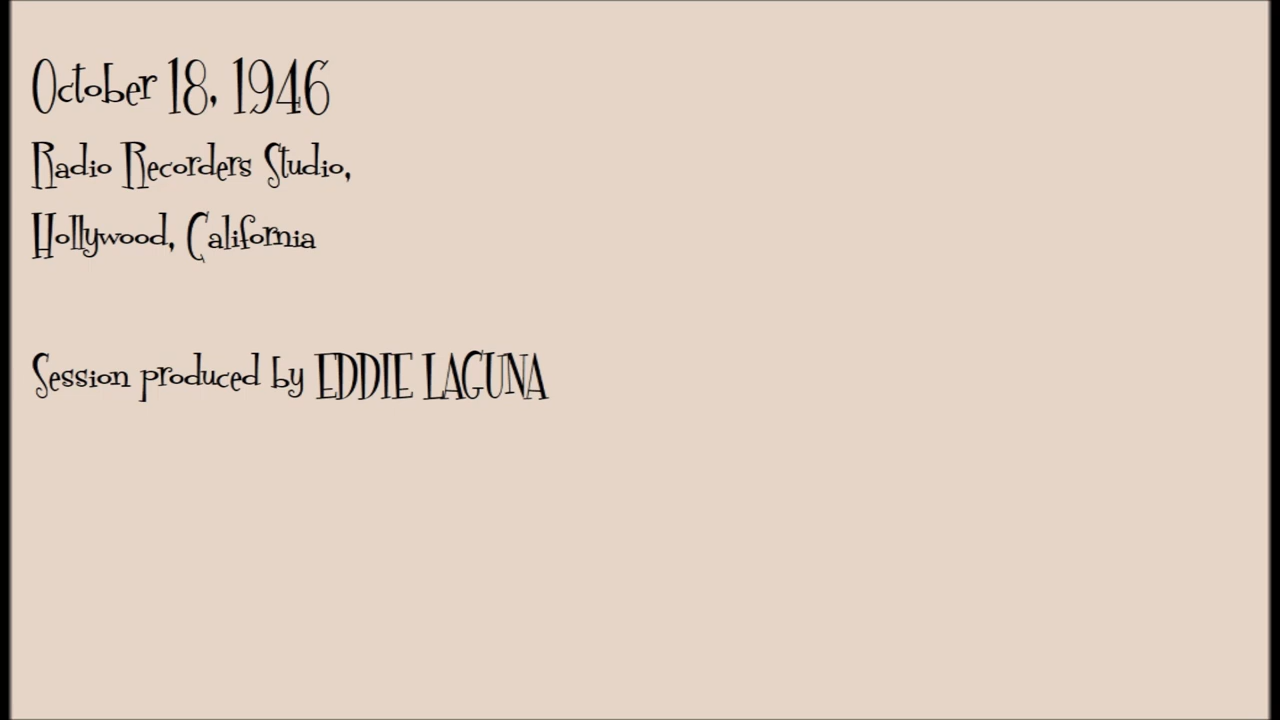 October 18, 1946
Radio Recorders Studio,
Hollywood, California
Session produced by EDDIE LAGUNA